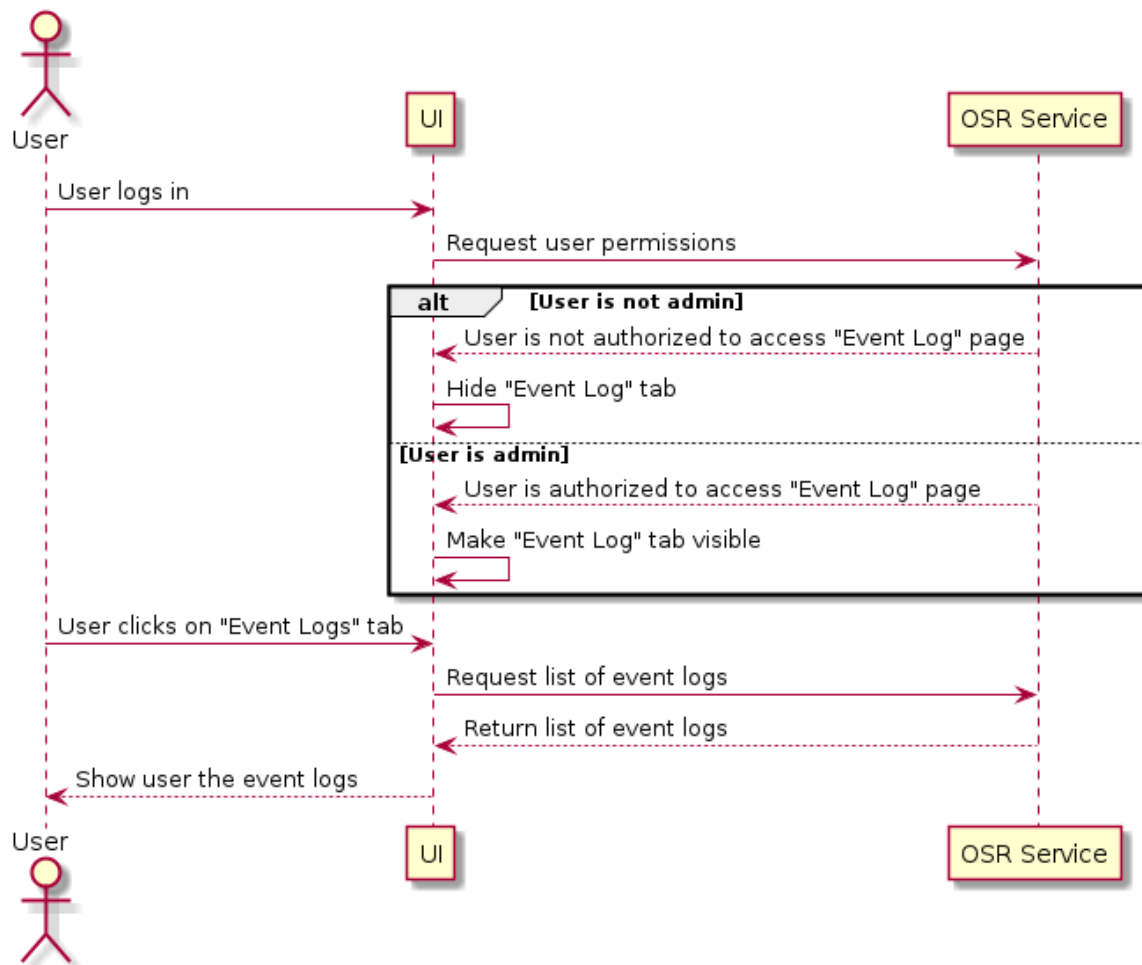 User
UI
OSR Service
User logs in
Request user permissions
alt
[User is not admin]
User is not authorized to access "Event Log" page
Hide "Event Log" tab
[User is admin]
User is authorized to access "Event Log" page
Make "Event Log" tab visible
User clicks on "Event Logs" tab
Request list of event logs
Return list of event logs
Show user the event logs
User
UI
OSR Service